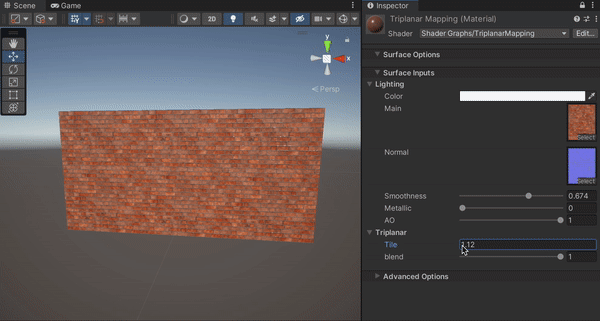 Scene
Game
2D
y
x
Persp
Inspector
Triplanar Mapping (Material)
Shader Shader Graphs/TriplanarMapping Edit...
Surface Options
Surface Inputs
Lighting
Color
Main
Select
Normal
Select
Smoothness 0.674
Metallic 0
AO 1
Triplanar
Tile 1.12
blend 1
Advanced Options